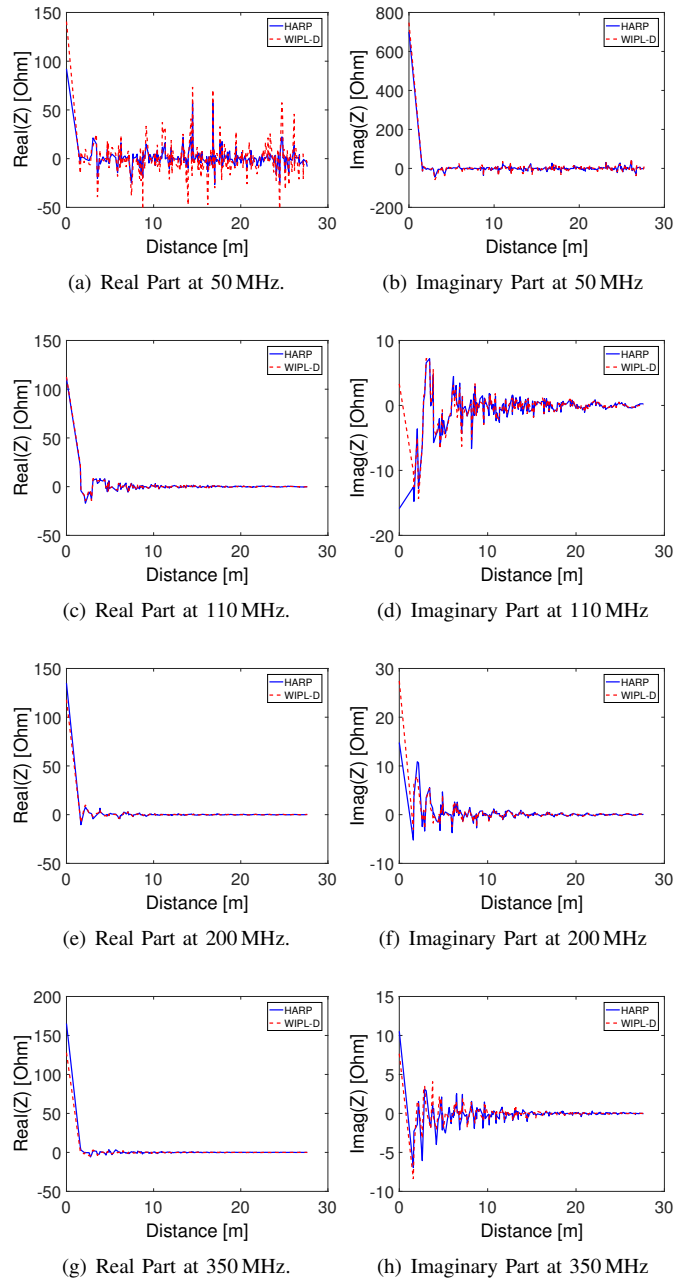 150
100
50
0
-50
Real(Z) [Ohm]
HARP
WIPL-D
0 10 20 30
Distance [m]
(a) Real Part at 50 MHz.
800
600
400
200
0
-200
Imag(Z) [Ohm]
HARP
WIPL-D
0 10 20 30
Distance [m]
(b) Imaginary Part at 50 MHz
150
100
50
0
-50
Real(Z) [Ohm]
HARP
WIPL-D
0 10 20 30
Distance [m]
(c) Real Part at 110 MHz.
10
0
-10
-20
Imag(Z) [Ohm]
HARP
WIPL-D
0 10 20 30
Distance [m]
(d) Imaginary Part at 110 MHz
150
100
50
0
-50
Real(Z) [Ohm]
HARP
WIPL-D
0 10 20 30
Distance [m]
(e) Real Part at 200 MHz.
30
20
10
0
-10
Imag(Z) [Ohm]
HARP
WIPL-D
0 10 20 30
Distance [m]
(f) Imaginary Part at 200 MHz
200
150
100
50
0
-50
Real(Z) [Ohm]
HARP
WIPL-D
0 10 20 30
Distance [m]
(g) Real Part at 350 MHz.
15
10
5
0
-5
-10
Imag(Z) [Ohm]
HARP
WIPL-D
0 10 20 30
Distance [m]
(h) Imaginary Part at 350 MHz